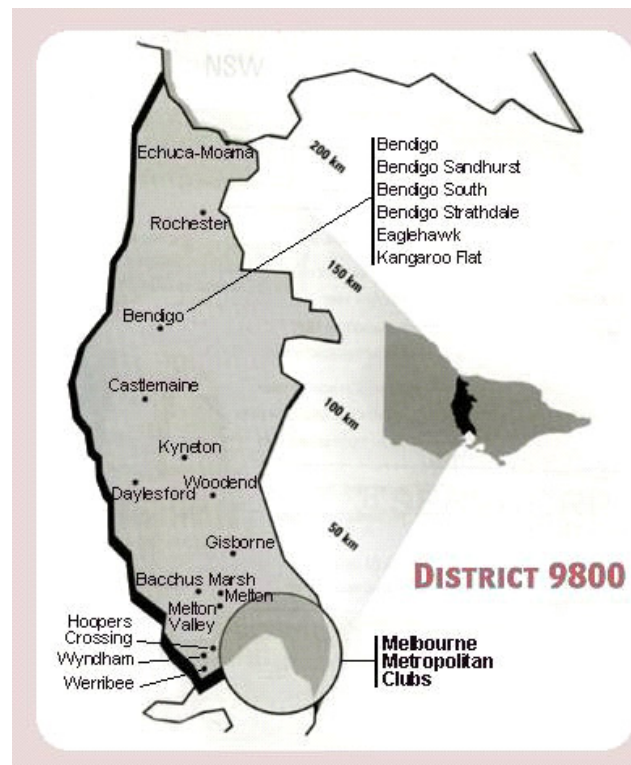 NSW
Echuca-Moama
200 km
Bendigo
Bendigo Sandhurst
Bendigo South
Bendigo Strathdale
Eaglehawk
Kangaroo Flat
Rochester
150 km
Bendigo
Castlemaine
100 km
Kyneton
Daylesford
Woodend
50 km
Gisborne
DISTRICT 9800
Bacchus Marsh
Melton
Melton
Valley
Hoopers
Crossing
Wyndham
Werribee
Melbourne
Metropolitan
Clubs